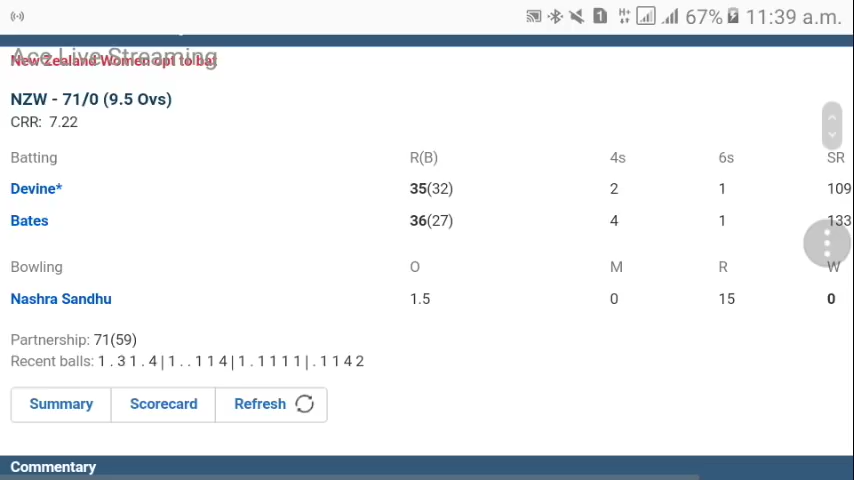 67% 11:39 a.m.
Ace Live Streaming
New Zealand Women opt to bat
NZW - 71/0 (9.5 Ovs)
CRR: 7.22
Batting R(B) 4s 6s SR
Devine* 35(32) 2 1 109
Bates 36(27) 4 1 133
Bowling O M R W
Nashra Sandhu 1.5 0 15 0
Partnership: 71(59)
Recent balls: 1 . 3 1 . 4 | 1 . . 1 1 4 | 1 . 1 1 1 1 | . 1 1 4 2
Summary Scorecard Refresh
Commentary